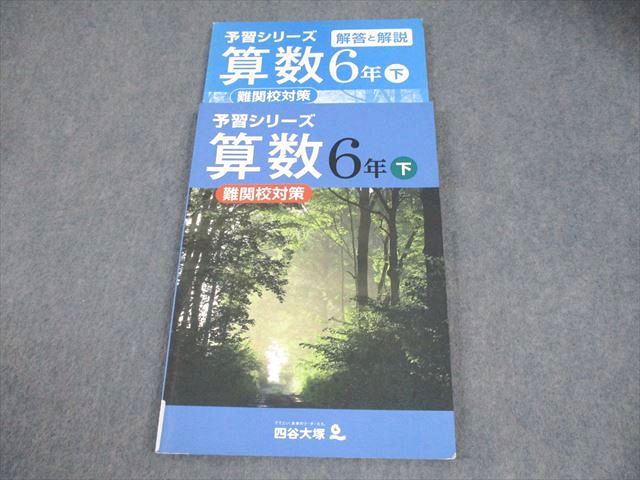 予習シリーズ
解答と解説
算数6年 下
難関校対策
予習シリーズ
算数6年 下
難関校対策
四谷大塚